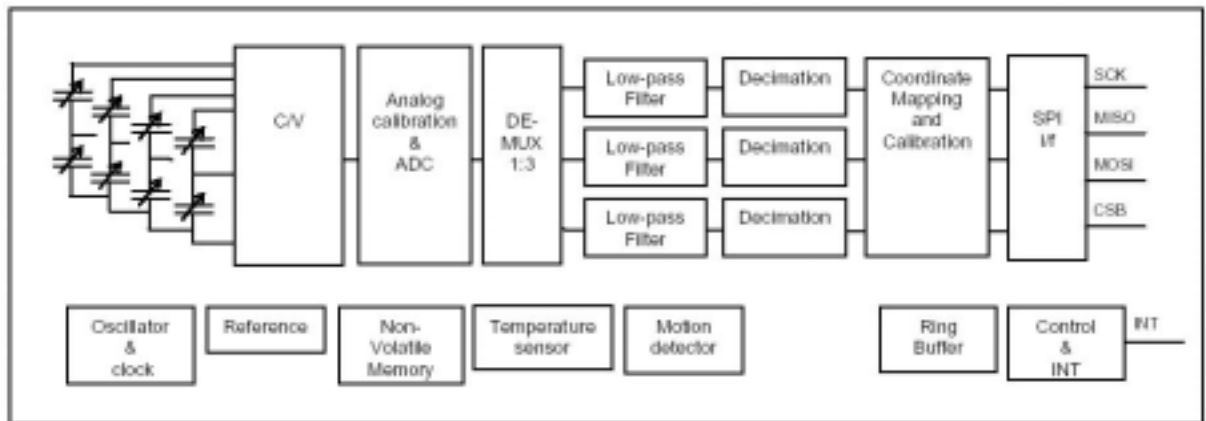 C/V
Analog
calibration
&
ADC
DE-
MUX
1:3
Low-pass
Filter
Decimation
Low-pass
Filter
Decimation
Low-pass
Filter
Decimation
Coordinate
Mapping
and
Calibration
SPI
I/f
SCK
MISO
MOSI
CSB
Oscillator
&
clock
Reference
Non-
Volatile
Memory
Temperature
sensor
Motion
detector
Ring
Buffer
Control
&
INT
INT